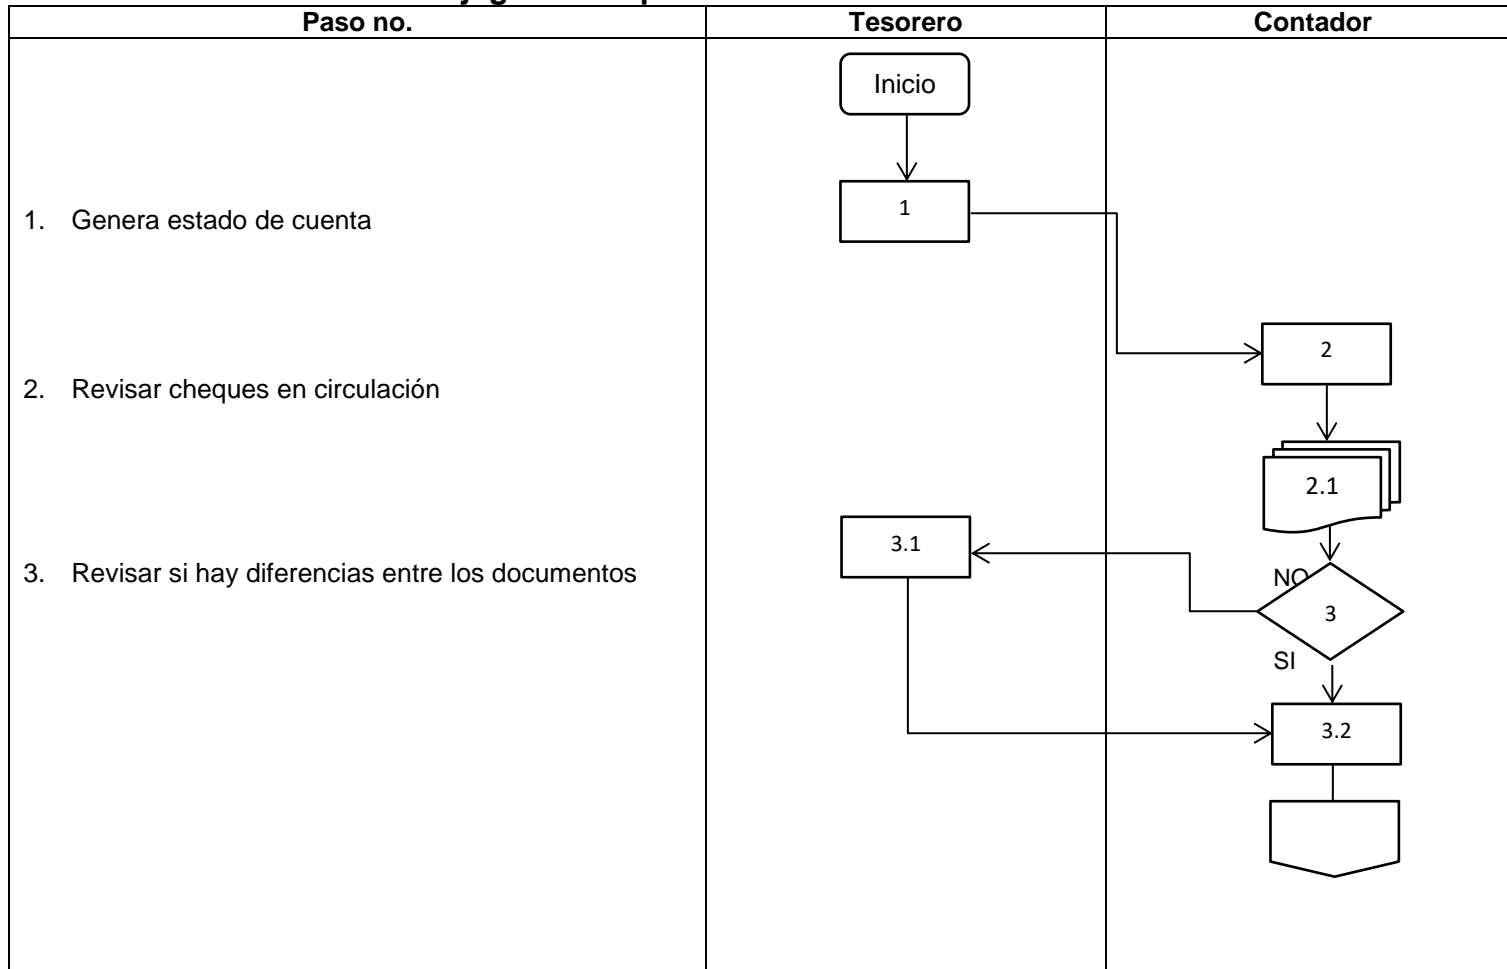 Paso no.
Tesorero
Contador
Inicio
1. Genera estado de cuenta
1
2
2. Revisar cheques en circulación
2.1
3.1
3. Revisar si hay diferencias entre los documentos
NO
3
SI
3.2